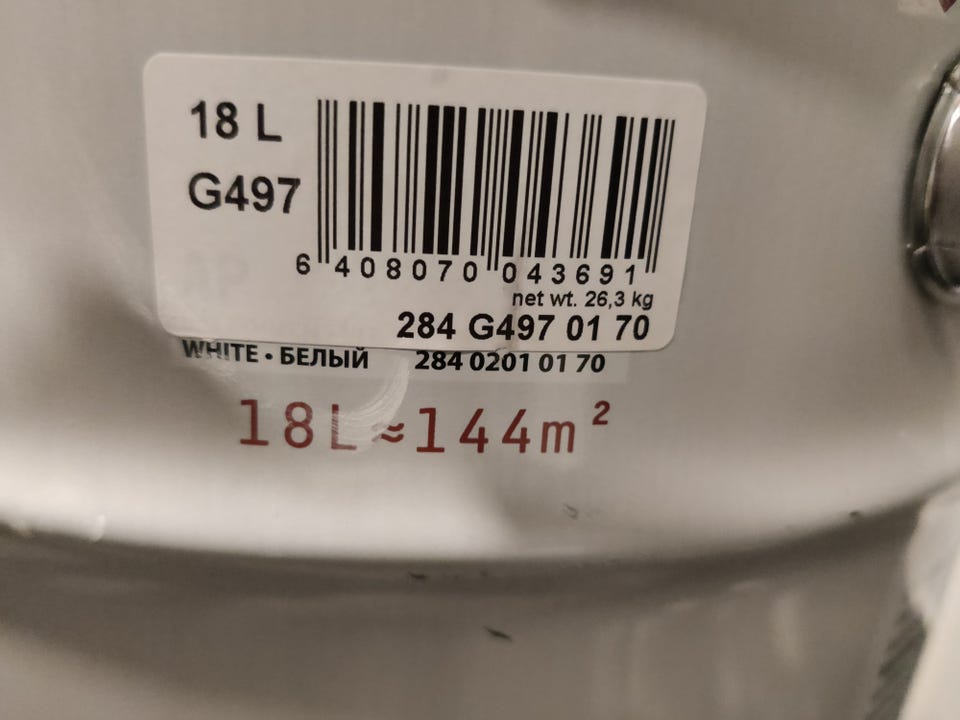 18 L
G497
6 408070 043691
net wt. 26,3 kg
284 G497 01 70
WHITE • БЕЛЫЙ 284 0201 01 70
18L≈144m²